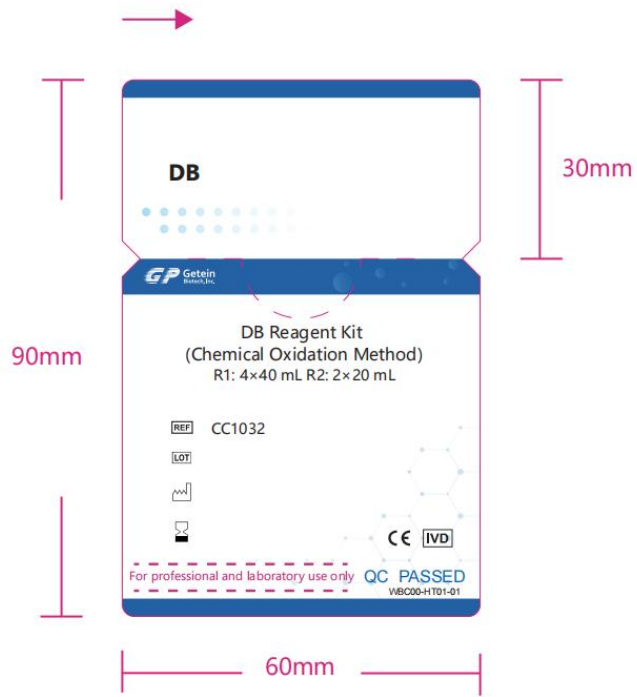 30mm
DB
GP Getein
Biotech,Inc.
90mm
DB Reagent Kit
(Chemical Oxidation Method)
R1: 4×40 mL R2: 2×20 mL
REF CC1032
LOT
CE IVD
For professional and laboratory use only QC PASSED
WBC00-HT01-01
60mm